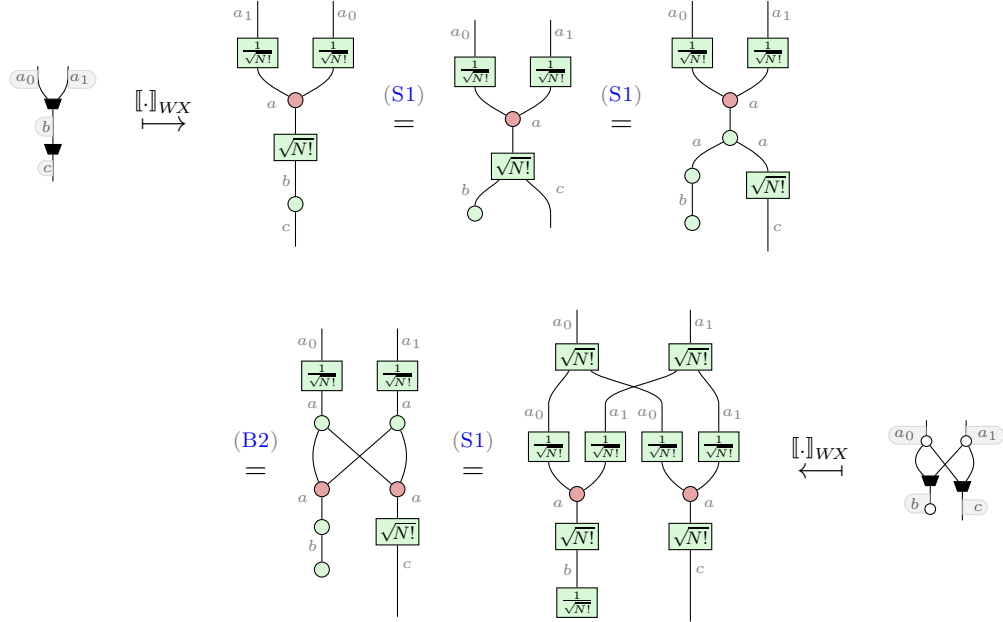 a₁ a₀
a₀ a₁
a₀ a₁
1/√N! 1/√N!
1/√N! 1/√N!
1/√N! 1/√N!
a₀ a₁
⟦·⟧WX
a
(S1)
=
a
(S1)
=
b
√N!
√N!
a a
c
b
b c
√N!
b
c
c
a₀ a₁
a₀ a₁
√N! √N!
1/√N! 1/√N!
a a
a₀ a₁ a₀ a₁
(B2)
=
(S1)
=
1/√N! 1/√N! 1/√N! 1/√N!
⟦·⟧WX
a₀ a₁
a a
a a
√N!
√N! √N!
b c
b
c
b
c
1/√N!